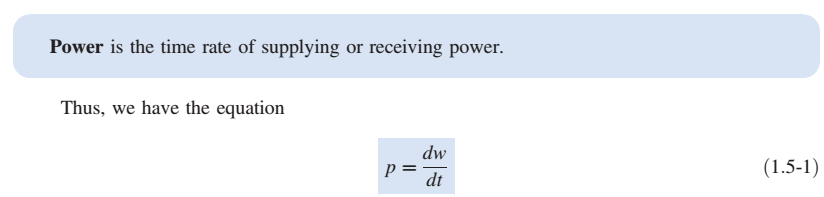 Power is the time rate of supplying or receiving power.
Thus, we have the equation
p = dw/dt (1.5-1)